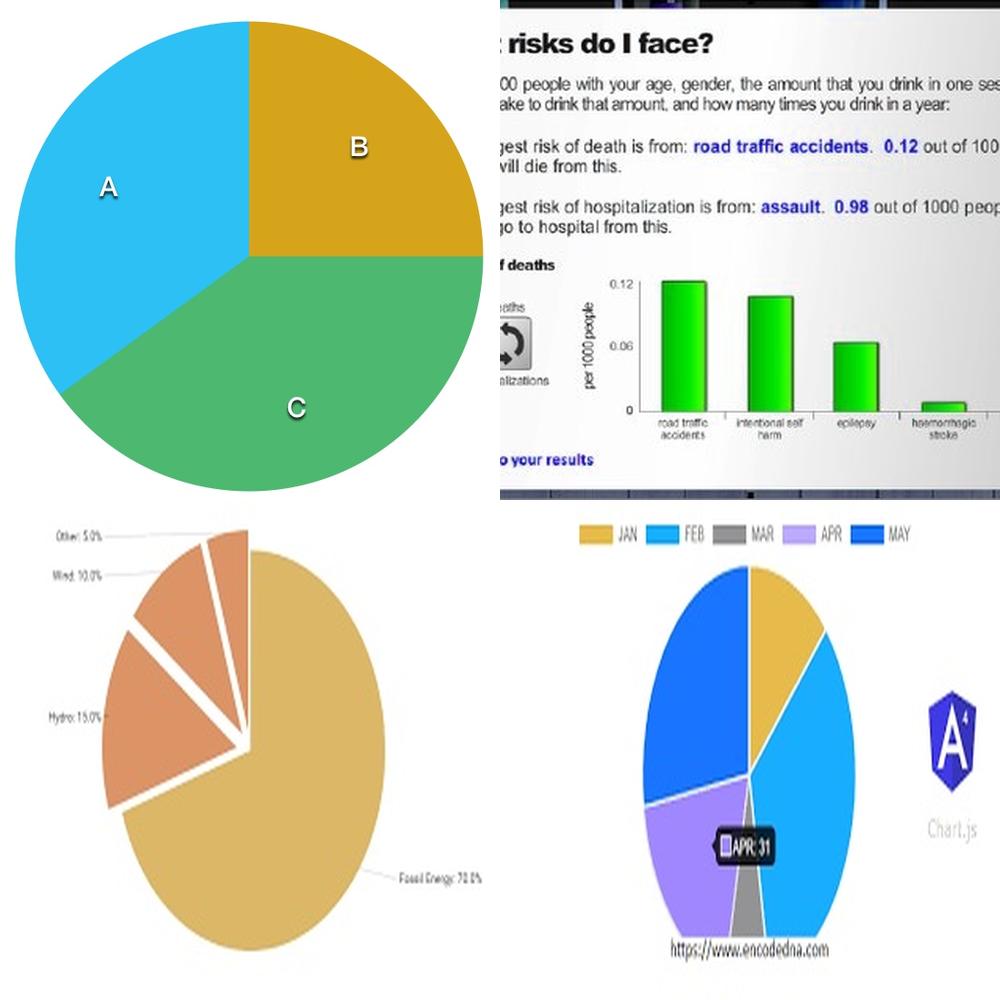 A
B
C
risks do I face?
00 people with your age, gender, the amount that you drink in one ses
ake to drink that amount, and how many times you drink in a year:
gest risk of death is from: road traffic accidents. 0.12 out of 100
will die from this.
gest risk of hospitalization is from: assault. 0.98 out of 1000 peop
go to hospital from this.
f deaths
eaths
alizations
per 1000 people
0.12
0.06
0
road traffic
accidents
intentional self
harm
epilepsy
haemorrhagic
stroke
o your results
Other: 5.0%
Wind: 10.0%
Hydro: 15.0%
Fossil Energy: 70.0%
JAN FEB MAR APR MAY
APR: 31
A4
Chart.js
https://www.encodedna.com